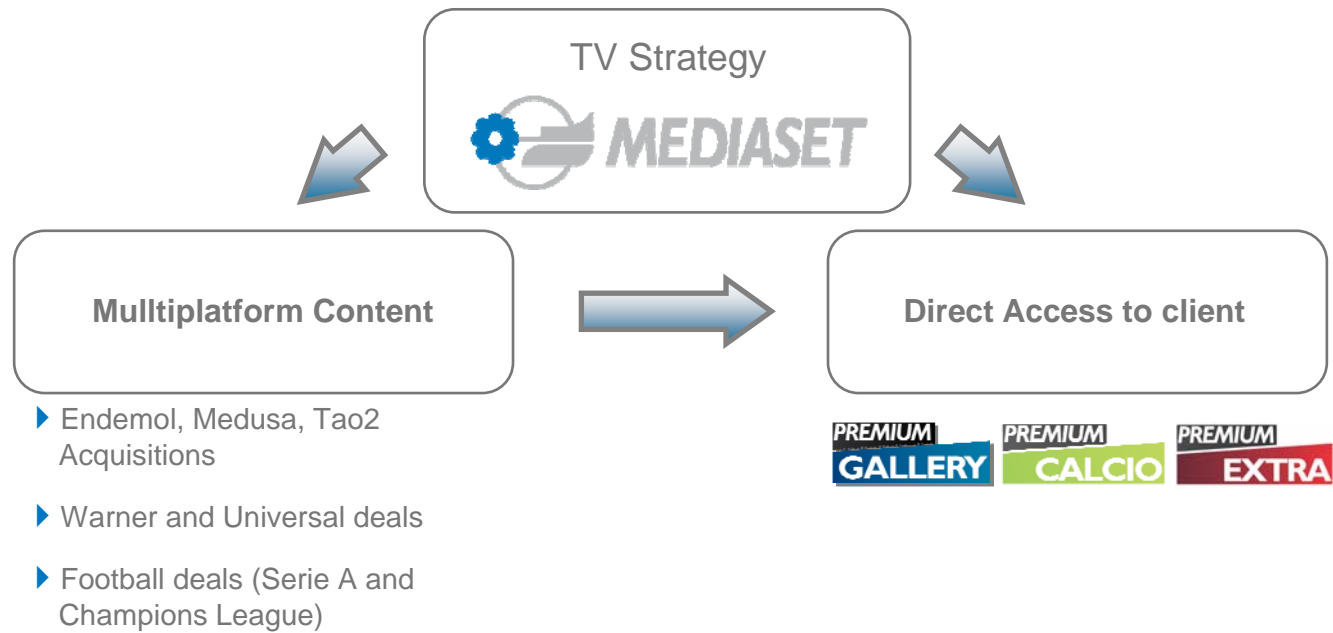 TV Strategy
MEDIASET
Mulltiplatform Content
Direct Access to client
Endemol, Medusa, Tao2
Acquisitions
Warner and Universal deals
Football deals (Serie A and
Champions League)
PREMIUM
GALLERY
PREMIUM
CALCIO
PREMIUM
EXTRA